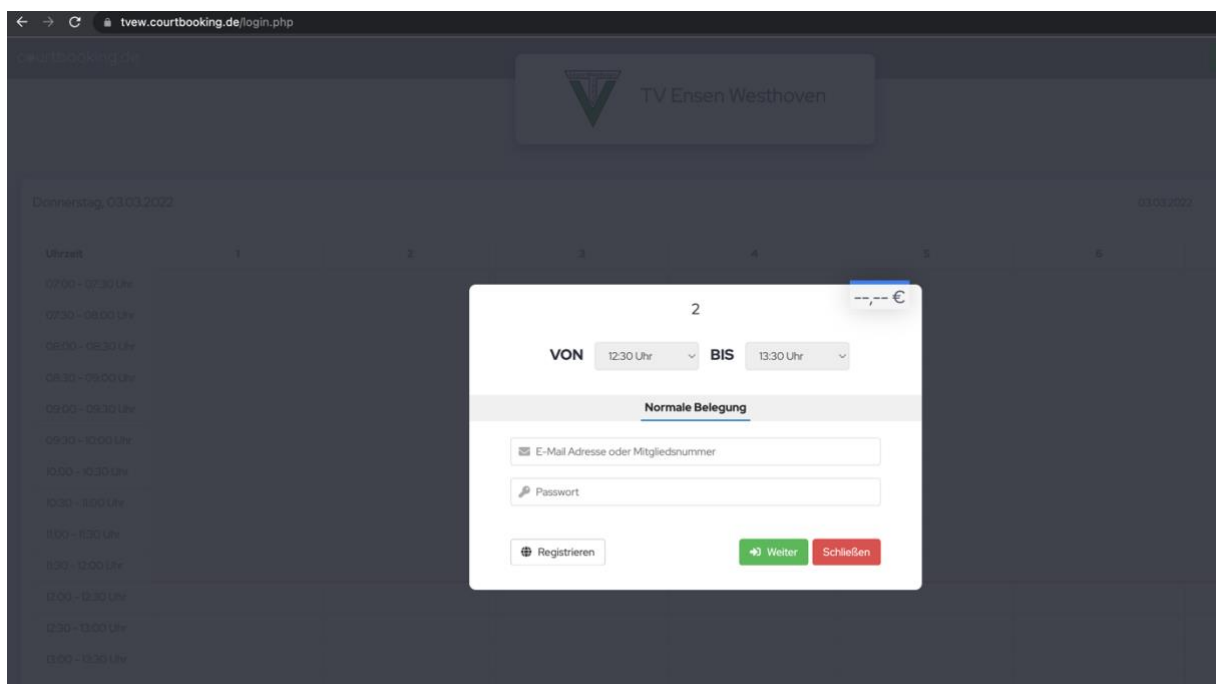 tvew.courtbooking.de/login.php
courtbooking.de
TV Ensen Westhoven
Donnerstag, 03.03.2022
03.03.2022
Uhrzeit 1 2 3 4 5 6
07:00 - 07:30 Uhr
--,-- €
2
07:30 - 08:00 Uhr
08:00 - 08:30 Uhr
VON 12:30 Uhr BIS 13:30 Uhr
08:30 - 09:00 Uhr
09:00 - 09:30 Uhr
Normale Belegung
09:30 - 10:00 Uhr
E-Mail Adresse oder Mitgliedsnummer
10:00 - 10:30 Uhr
10:30 - 11:00 Uhr
Passwort
11:00 - 11:30 Uhr
Registrieren Weiter Schließen
11:30 - 12:00 Uhr
12:00 - 12:30 Uhr
12:30 - 13:00 Uhr
13:00 - 13:30 Uhr